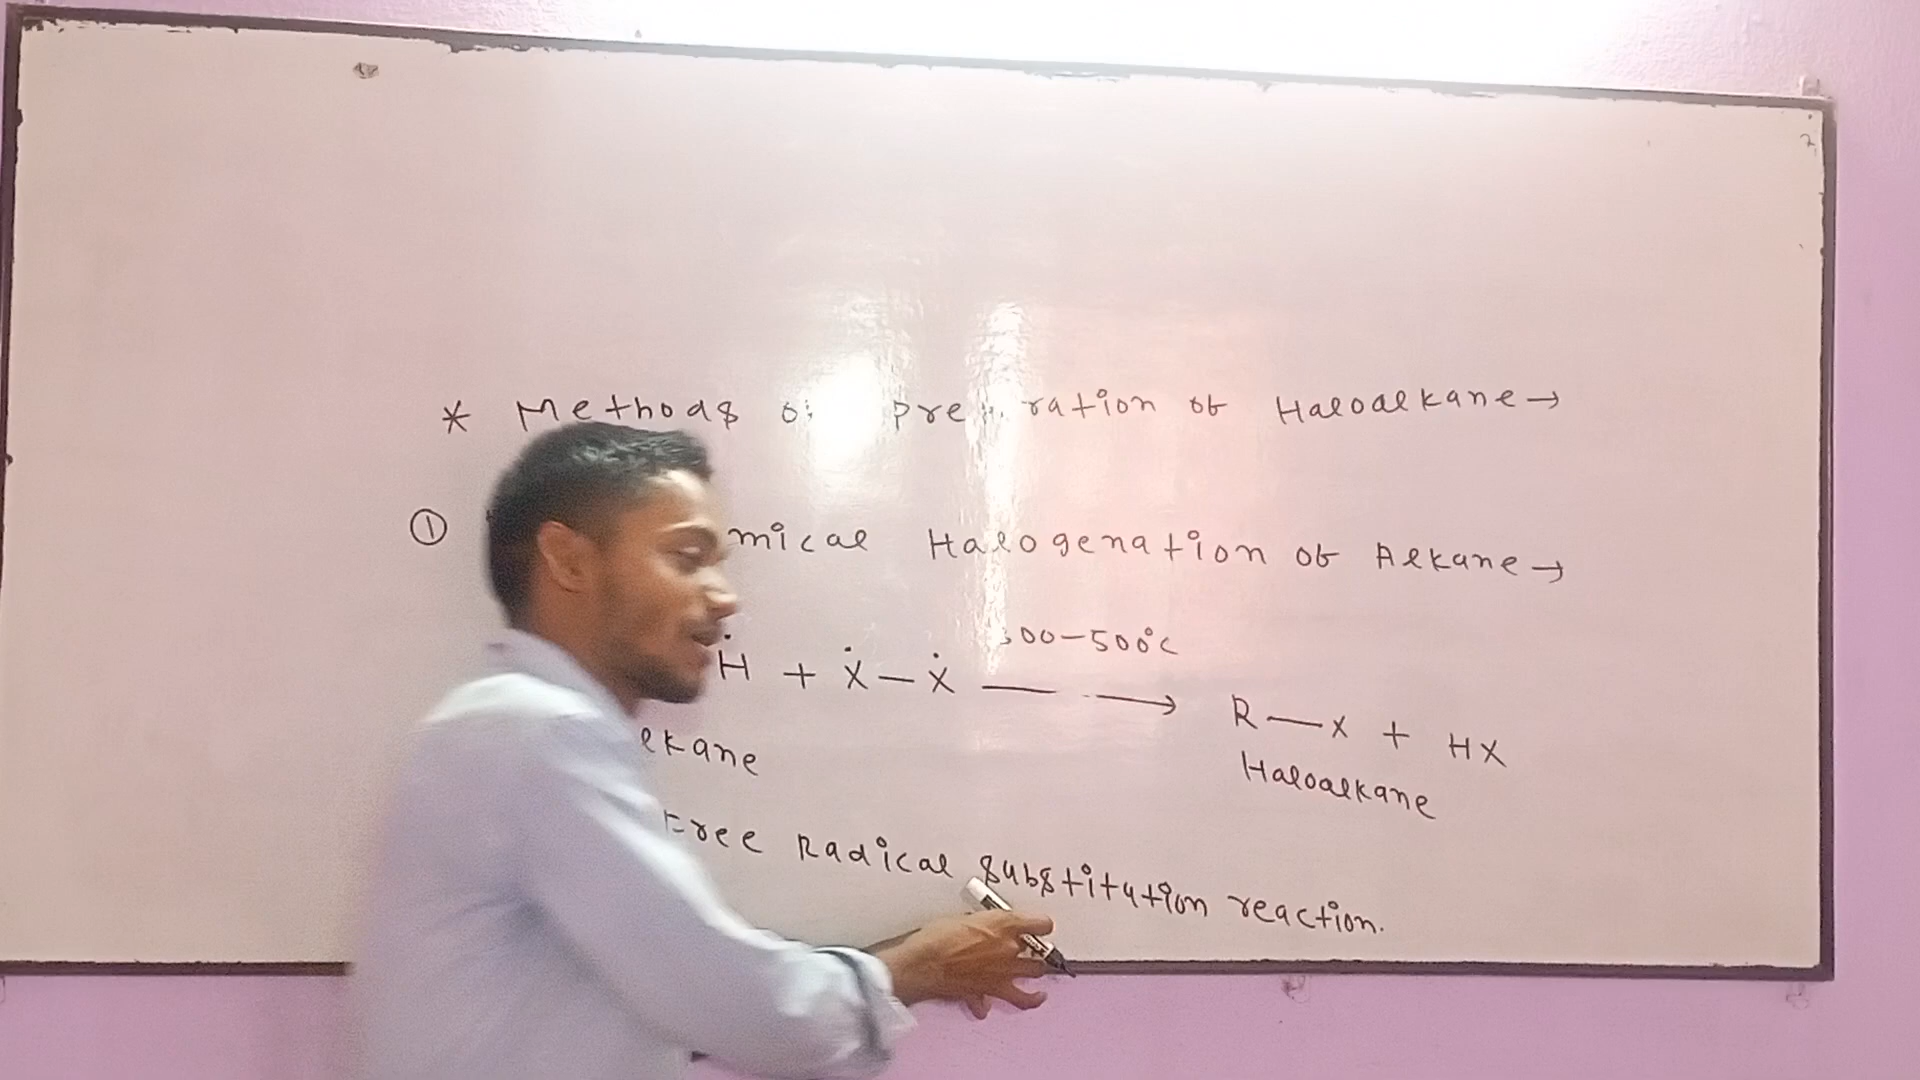 * Methods of preparation of Haloalkane →
① mical Halogenation of Alkane →
Ḣ + Ẋ — Ẋ ⟶ 300-500°C R — X + HX
lkane Haloalkane
Free Radical substitution reaction.